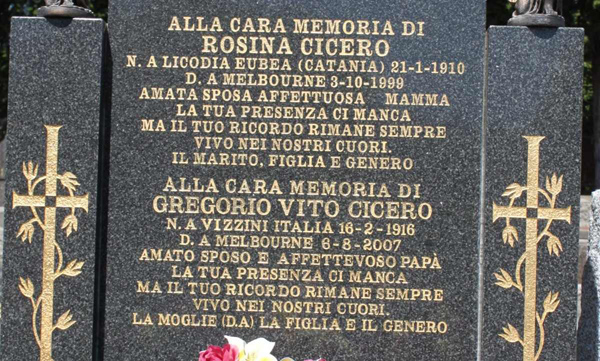 ALLA CARA MEMORIA DI
ROSINA CICERO
N. A LICODIA EUBEA (CATANIA) 21-1-1910
D. A MELBOURNE 3-10-1999
AMATA SPOSA AFFETTUOSA MAMMA
LA TUA PRESENZA CI MANCA
MA IL TUO RICORDO RIMANE SEMPRE
VIVO NEI NOSTRI CUORI.
IL MARITO, FIGLIA E GENERO
ALLA CARA MEMORIA DI
GREGORIO VITO CICERO
N. A VIZZINI ITALIA 16-2-1916
D. A MELBOURNE 6-8-2007
AMATO SPOSO E AFFETTEVOSO PAPÀ
LA TUA PRESENZA CI MANCA
MA IL TUO RICORDO RIMANE SEMPRE
VIVO NEI NOSTRI CUORI.
LA MOGLIE (D.A) LA FIGLIA E IL GENERO